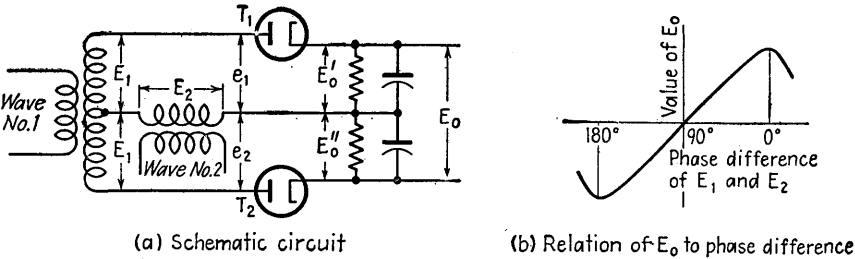 T₁
E₁
E₂
e₁
E₀'
Wave
No.1
E₀
E₁
Wave No.2
e₂
E₀"
T₂
(a) Schematic circuit
Value of E₀
180°
90°
0°
Phase difference
of E₁ and E₂
(b) Relation of E₀ to phase difference